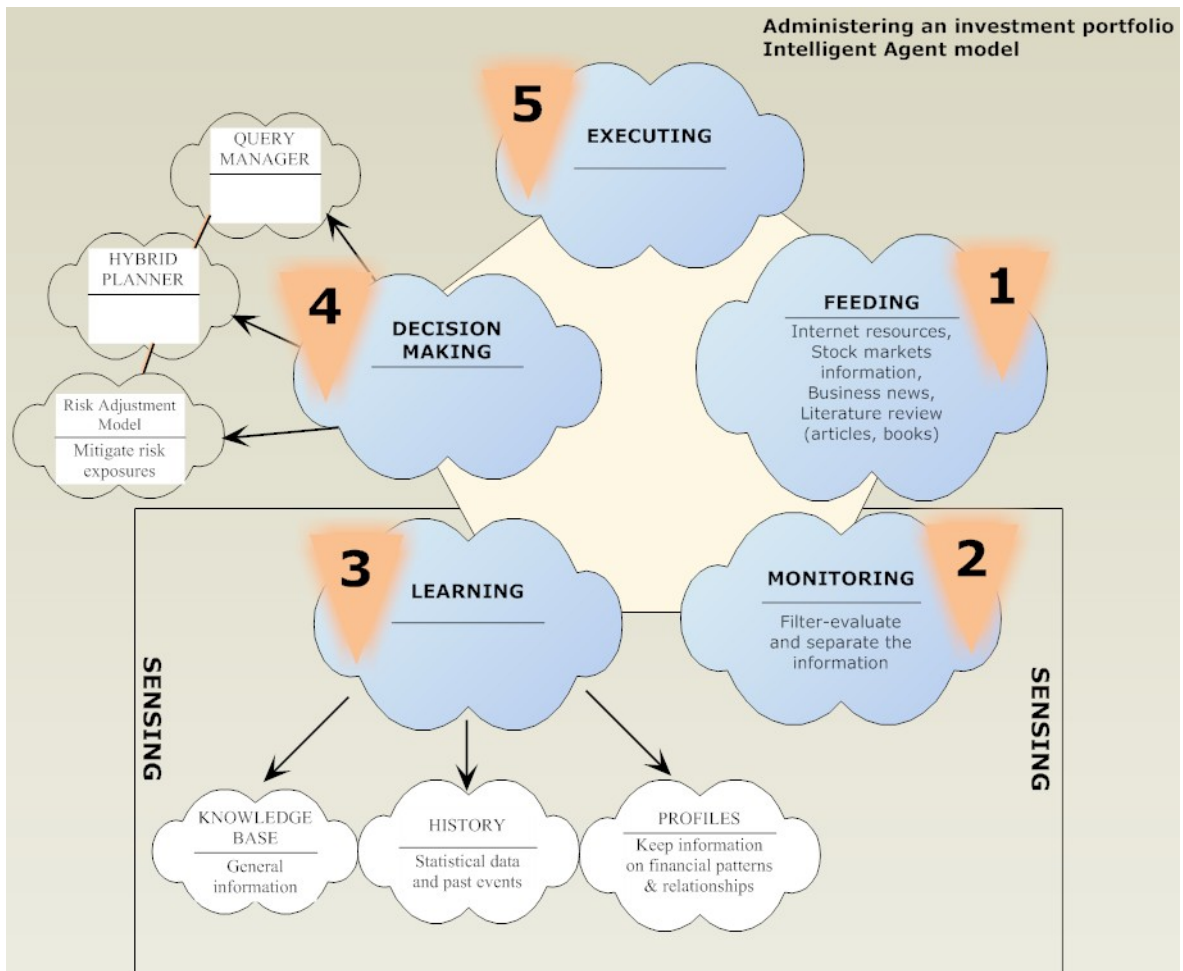 Administering an investment portfolio
Intelligent Agent model
5
EXECUTING
QUERY
MANAGER
HYBRID
PLANNER
4
DECISION
MAKING
1
FEEDING
Internet resources,
Stock markets
information,
Business news,
Literature review
(articles, books)
Risk Adjustment
Model
Mitigate risk
exposures
3
LEARNING
2
MONITORING
Filter-evaluate
and separate the
information
SENSING
SENSING
KNOWLEDGE
BASE
General
information
HISTORY
Statistical data
and past events
PROFILES
Keep information
on financial patterns
& relationships